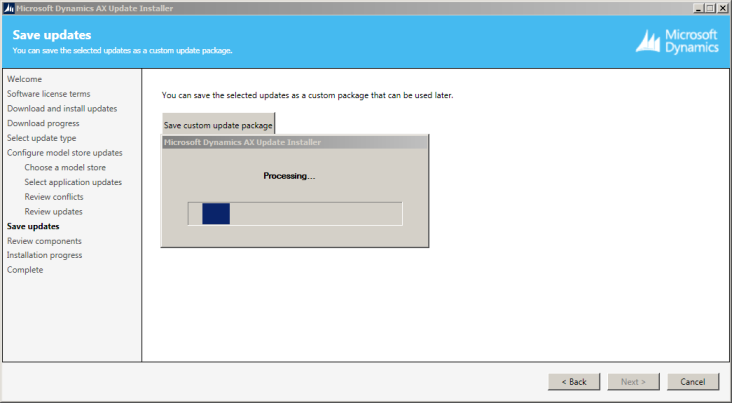 Microsoft Dynamics AX Update Installer
Save updates
You can save the selected updates as a custom update package.
Microsoft
Dynamics
Welcome
Software license terms
Download and install updates
Download progress
Select update type
Configure model store updates
Choose a model store
Select application updates
Review conflicts
Review updates
Save updates
Review components
Installation progress
Complete
You can save the selected updates as a custom package that can be used later.
Save custom update package
Microsoft Dynamics AX Update Installer
Processing...
< Back
Next >
Cancel